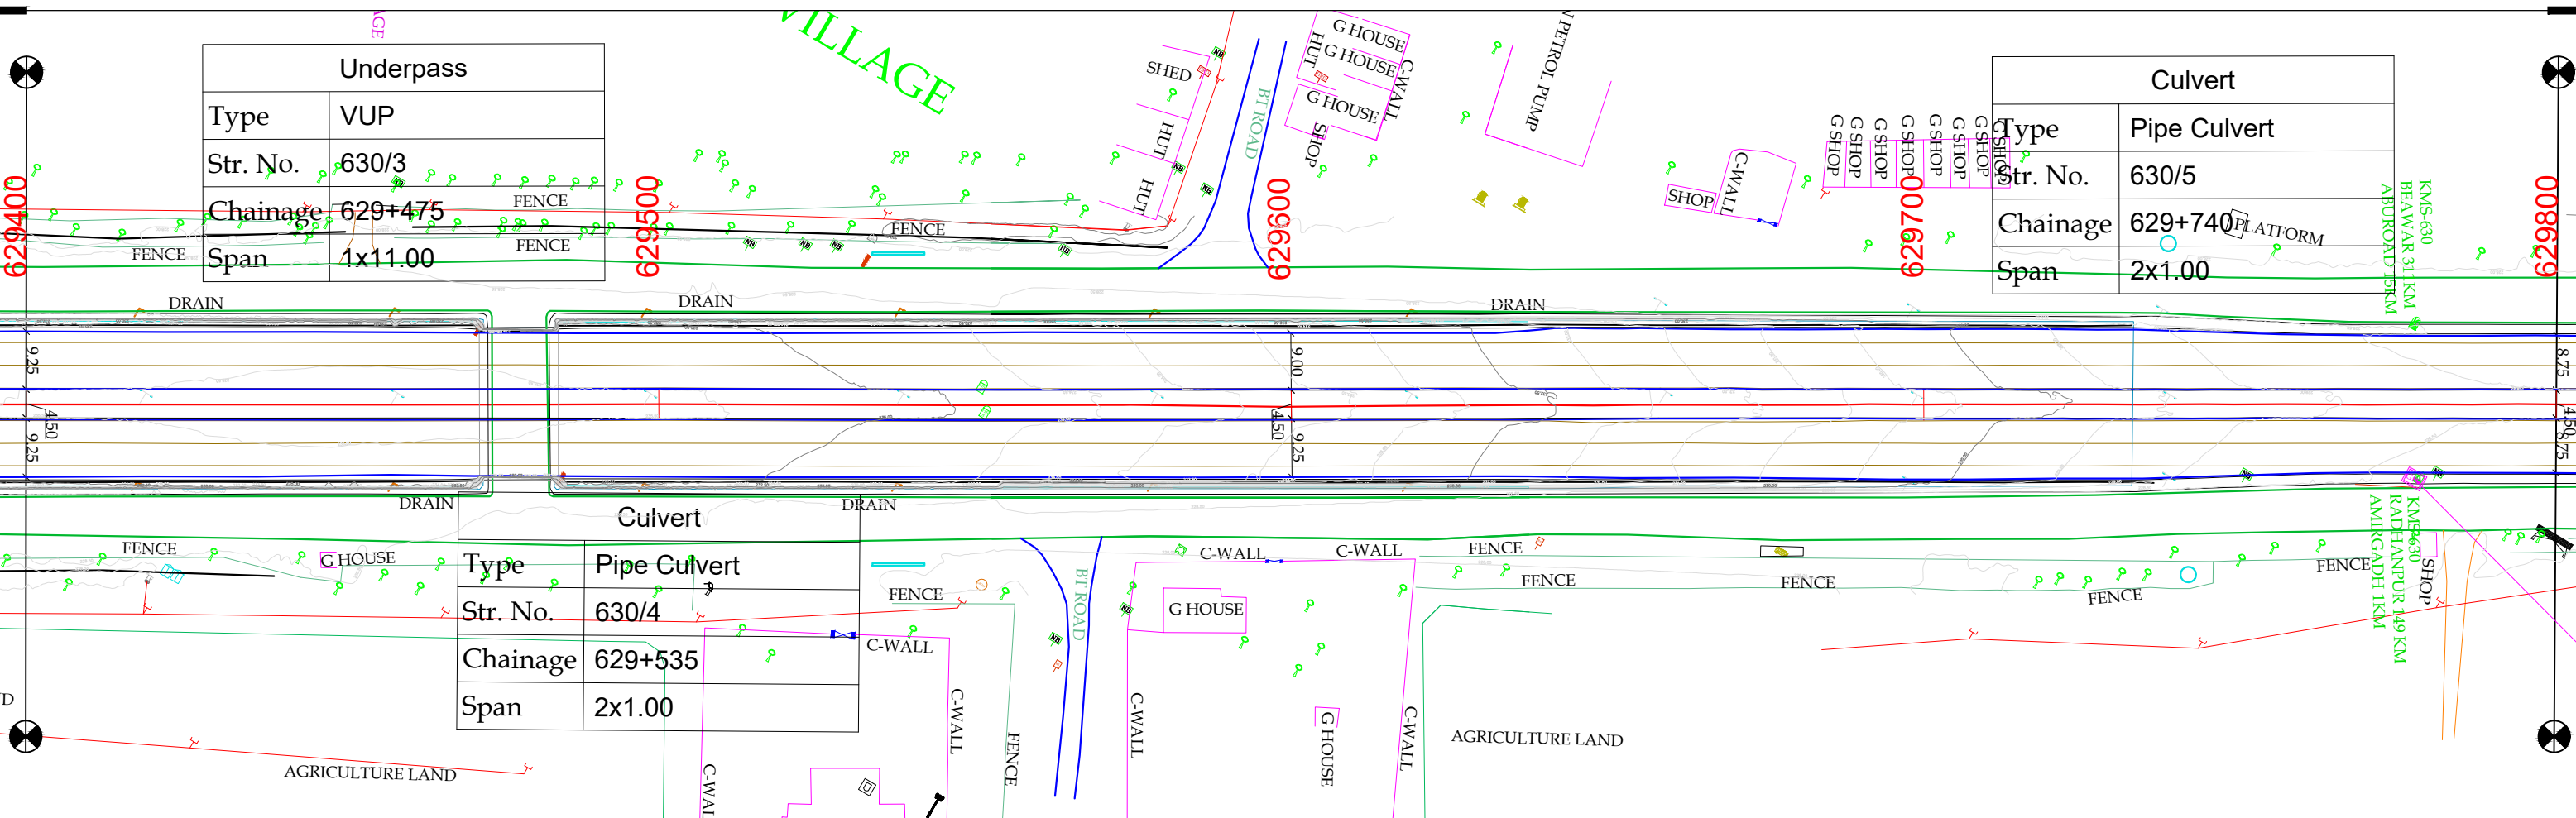 VILLAGE
Underpass
Type VUP
Str. No. 630/3
Chainage 629+475
Span 1x11.00
Culvert
Type Pipe Culvert
Str. No. 630/5
Chainage 629+740
Span 2x1.00
Culvert
Type Pipe Culvert
Str. No. 630/4
Chainage 629+535
Span 2x1.00
SHED
HUT
HUT
BT ROAD
HUT
G HOUSE
G HOUSE
G HOUSE
C-WALL
SHOP
PETROL PUMP
SHOP
C-WALL
G SHOP
G SHOP
G SHOP
G SHOP
G SHOP
G SHOP
G SHOP
G SHOP
PLATFORM
KMS-630
BEAWAR 311 KM
629400
629500
629600
629700
629800
FENCE
FENCE
FENCE
FENCE
DRAIN
DRAIN
DRAIN
9.25
4.50
9.25
9.00
4.50
9.25
8.75
4.50
8.75
DRAIN
DRAIN
FENCE
G HOUSE
FENCE
BT ROAD
C-WALL
C-WALL
FENCE
FENCE
FENCE
FENCE
FENCE
SHOP
KMS-630
RADHANPUR 149 KM
AMIRGADH 1KM
G HOUSE
C-WALL
C-WALL
FENCE
C-WALL
G HOUSE
C-WALL
AGRICULTURE LAND
AGRICULTURE LAND